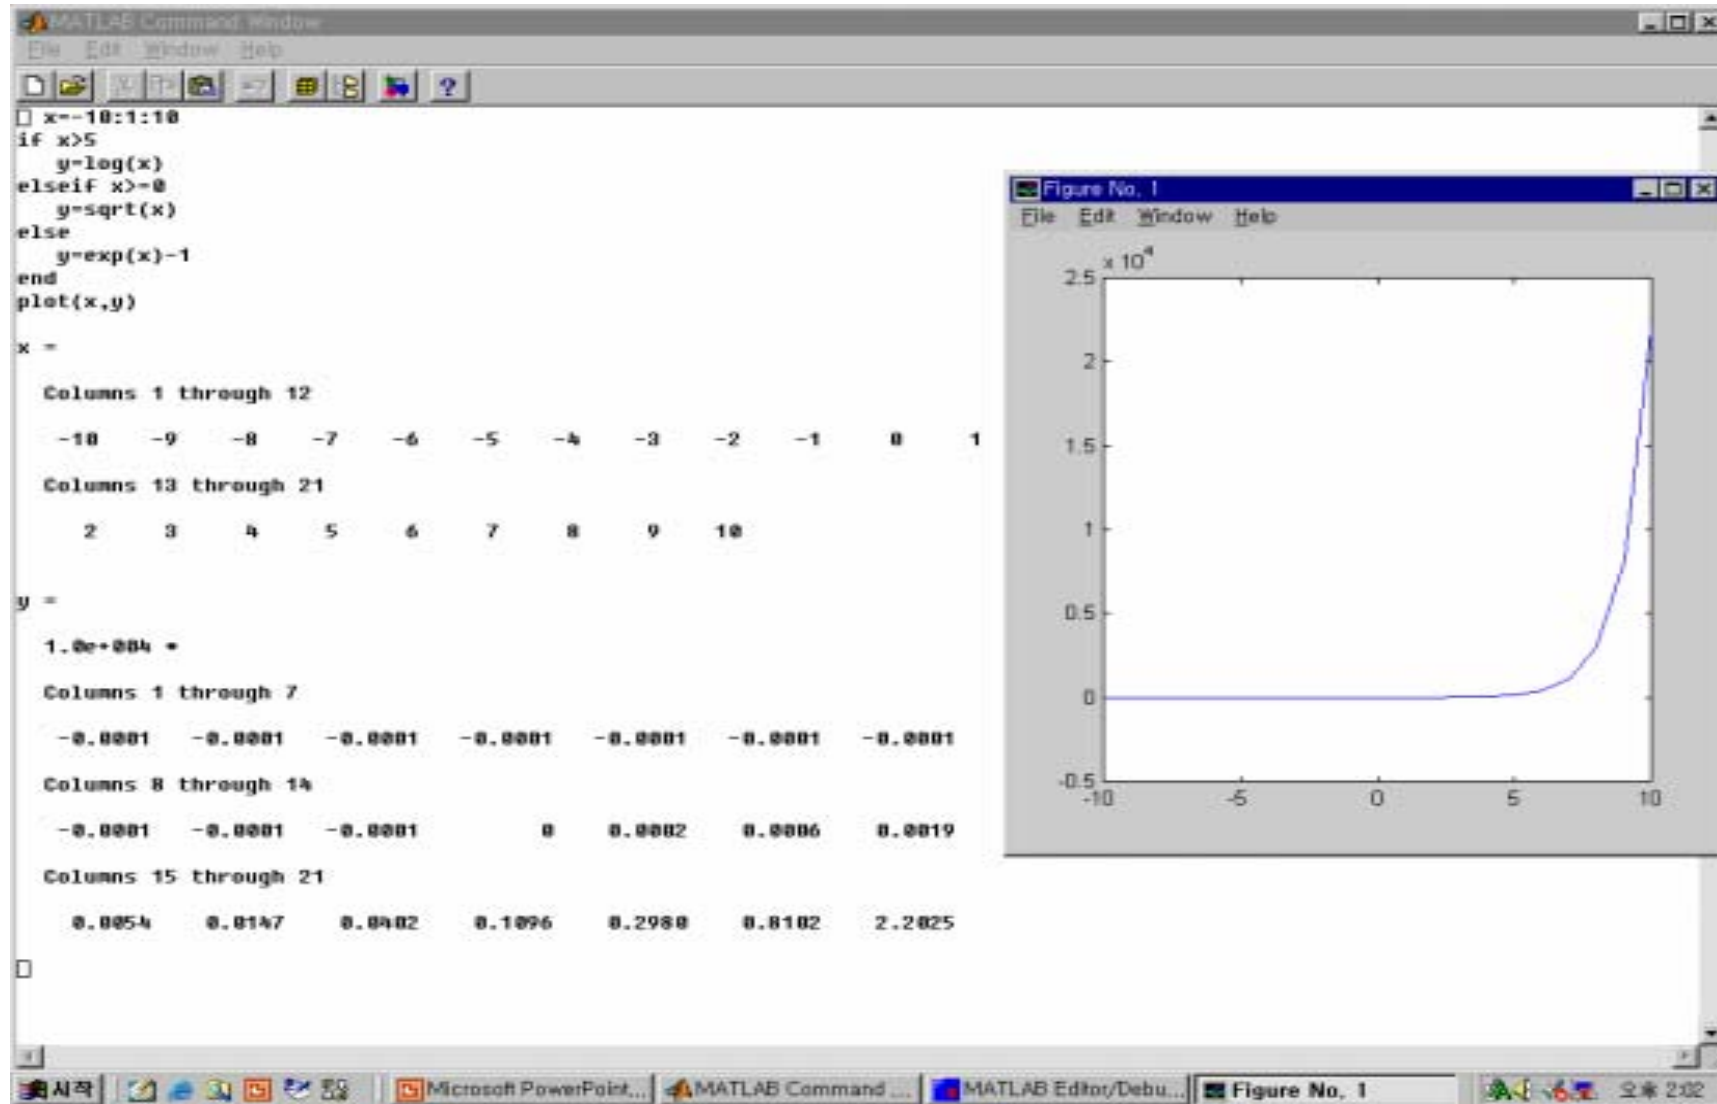 MATLAB Command Window
File Edit Window Help
x=-10:1:10
if x>5
y=log(x)
elseif x>=0
y=sqrt(x)
else
y=exp(x)-1
end
plot(x,y)
x =
Columns 1 through 12
-10 -9 -8 -7 -6 -5 -4 -3 -2 -1 0 1
Columns 13 through 21
2 3 4 5 6 7 8 9 10
y =
1.0e+004 *
Columns 1 through 7
-0.0001 -0.0001 -0.0001 -0.0001 -0.0001 -0.0001 -0.0001
Columns 8 through 14
-0.0001 -0.0001 -0.0001 0 0.0002 0.0006 0.0019
Columns 15 through 21
0.0054 0.0147 0.0402 0.1096 0.2980 0.8102 2.2025
Figure No. 1
File Edit Window Help
x 10^4
2.5
2
1.5
1
0.5
0
-0.5
-10 -5 0 5 10
시작 Microsoft PowerPoint,... MATLAB Command ... MATLAB Editor/Debu... Figure No. 1 오후 2:02